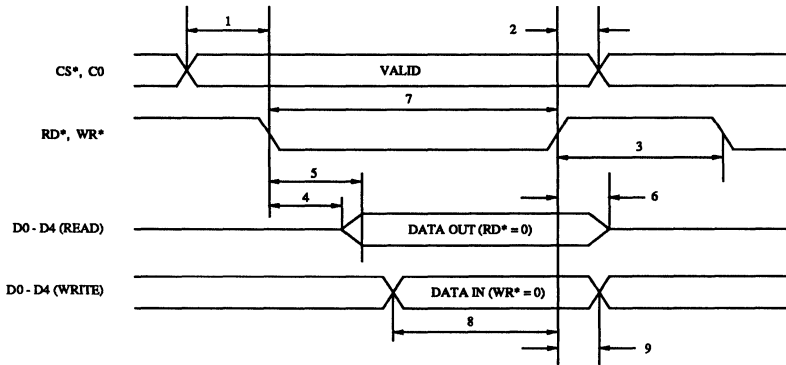 1
2
CS*, C0
VALID
7
RD*, WR*
3
5
4
6
D0 - D4 (READ)
DATA OUT (RD* = 0)
D0 - D4 (WRITE)
DATA IN (WR* = 0)
8
9